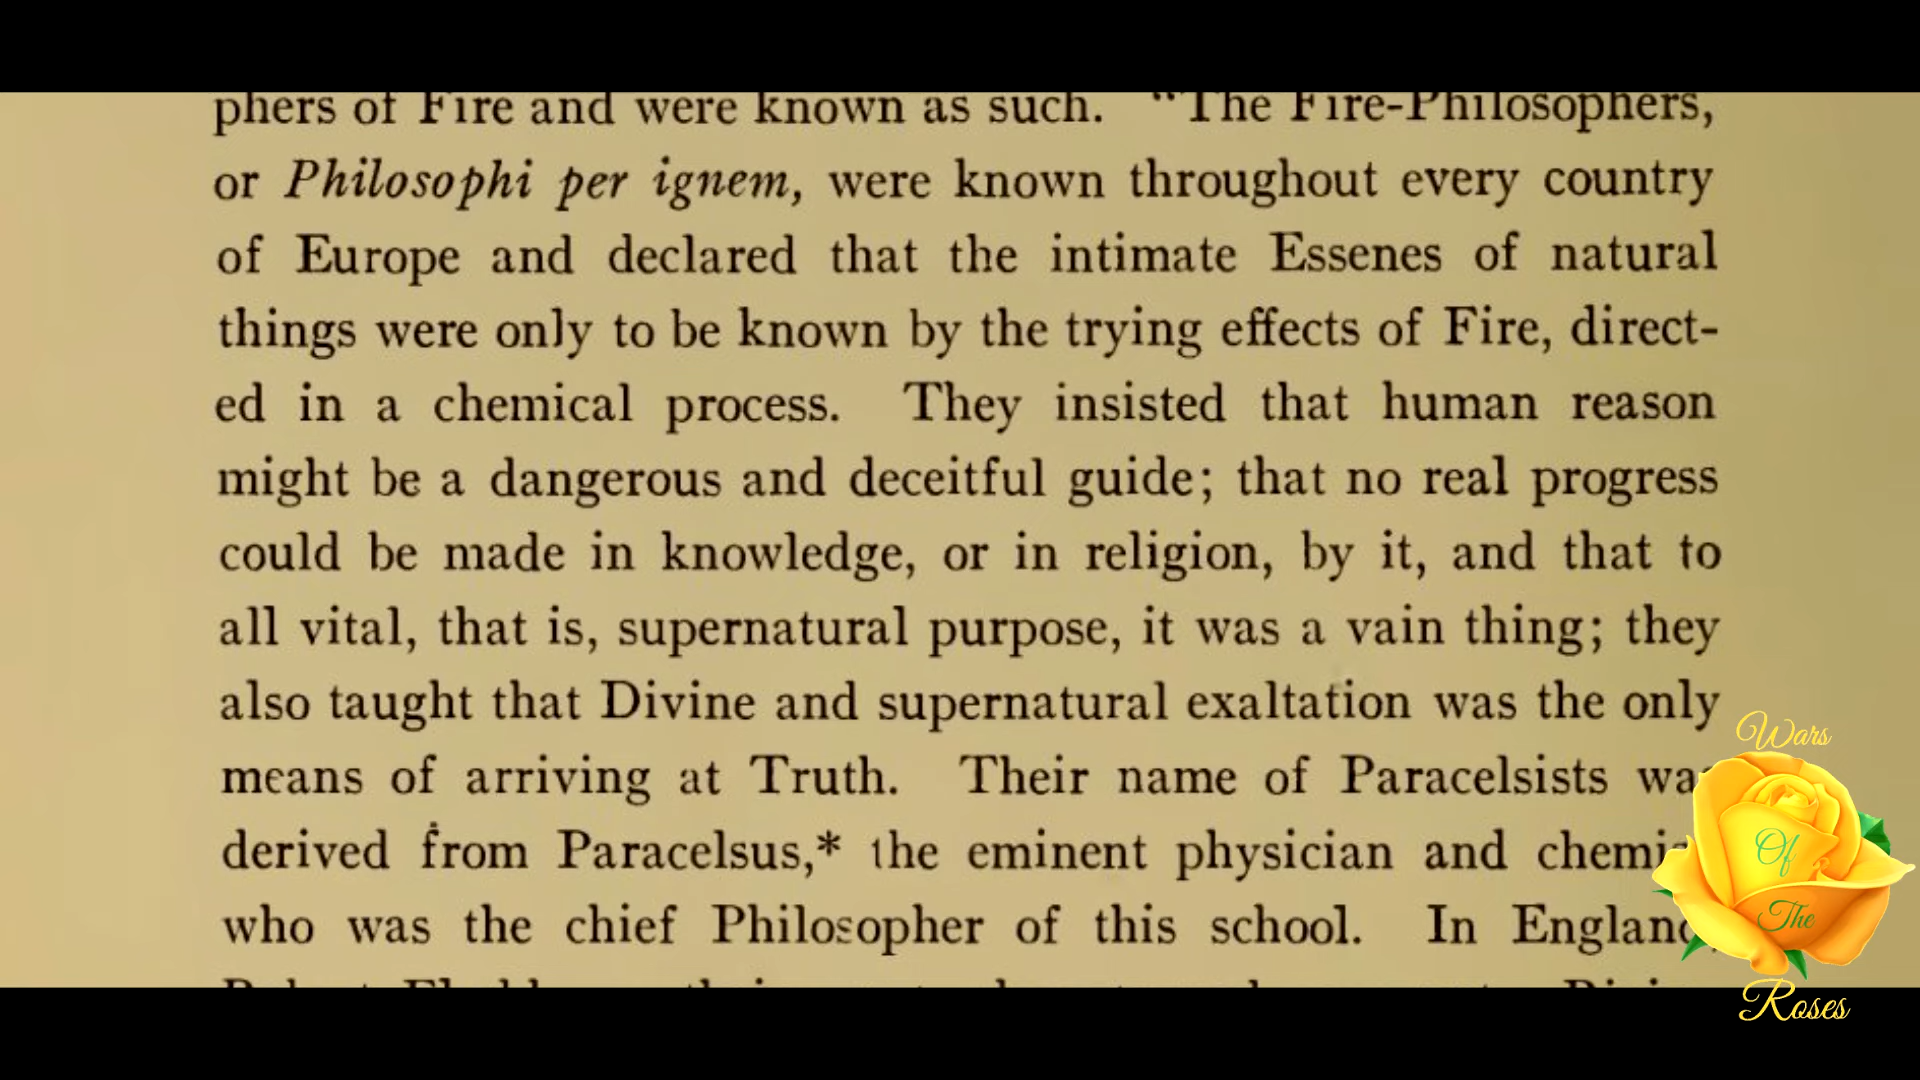 phers of Fire and were known as such. "The Fire-Philosophers,
or Philosophi per ignem, were known throughout every country
of Europe and declared that the intimate Essenes of natural
things were only to be known by the trying effects of Fire, direct-
ed in a chemical process. They insisted that human reason
might be a dangerous and deceitful guide; that no real progress
could be made in knowledge, or in religion, by it, and that to
all vital, that is, supernatural purpose, it was a vain thing; they
also taught that Divine and supernatural exaltation was the only
means of arriving at Truth. Their name of Paracelsists was
derived from Paracelsus,* the eminent physician and chemist
who was the chief Philosopher of this school. In England,
Wars
Of
The
Roses